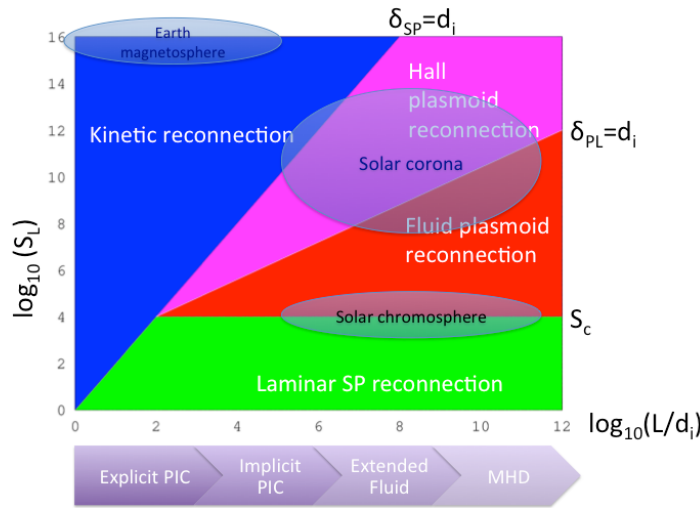 δSP=di
Earth
magnetosphere
Hall
plasmoid
reconnection
Kinetic reconnection
δPL=di
Solar corona
Fluid plasmoid
reconnection
Solar chromosphere
Sc
Laminar SP reconnection
log10 (SL)
16
14
12
10
8
6
4
2
0
0 2 4 6 8 10 12
log10(L/di)
Explicit PIC
Implicit
PIC
Extended
Fluid
MHD